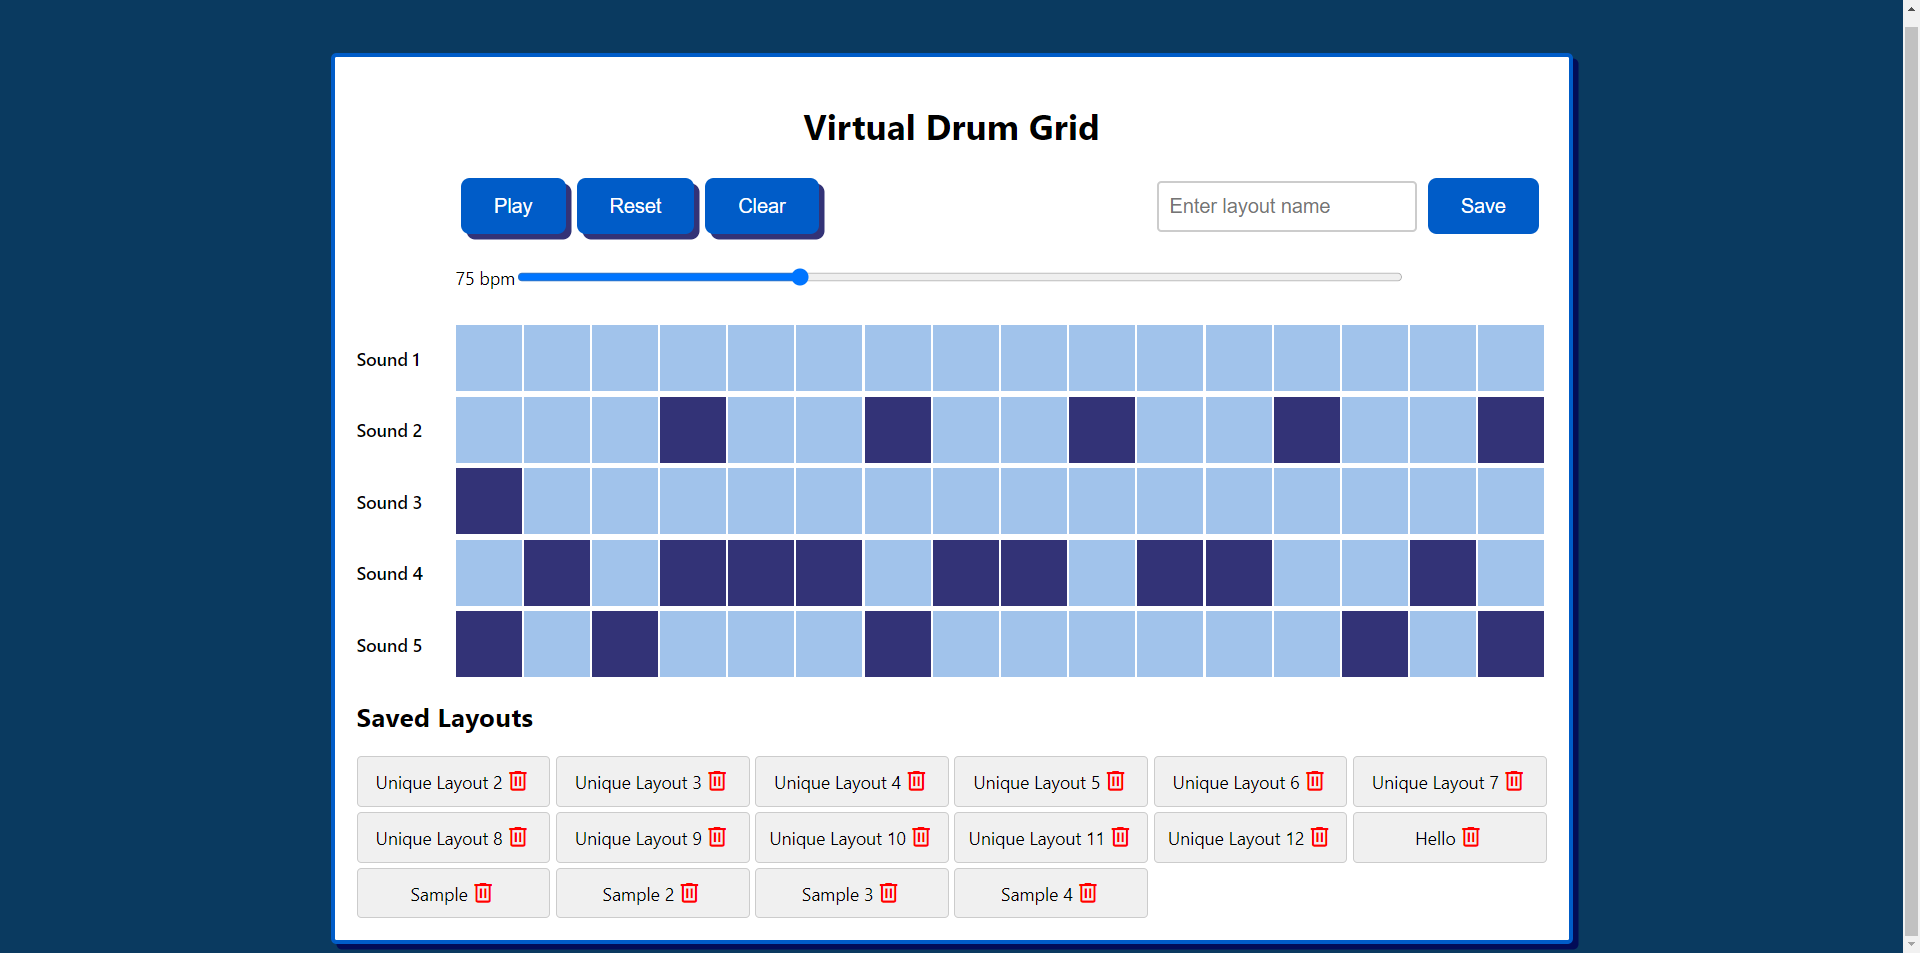 Virtual Drum Grid
Play Reset Clear Enter layout name Save
75 bpm
Sound 1
Sound 2
Sound 3
Sound 4
Sound 5
Saved Layouts
Unique Layout 2 Unique Layout 3 Unique Layout 4 Unique Layout 5 Unique Layout 6 Unique Layout 7
Unique Layout 8 Unique Layout 9 Unique Layout 10 Unique Layout 11 Unique Layout 12 Hello
Sample Sample 2 Sample 3 Sample 4